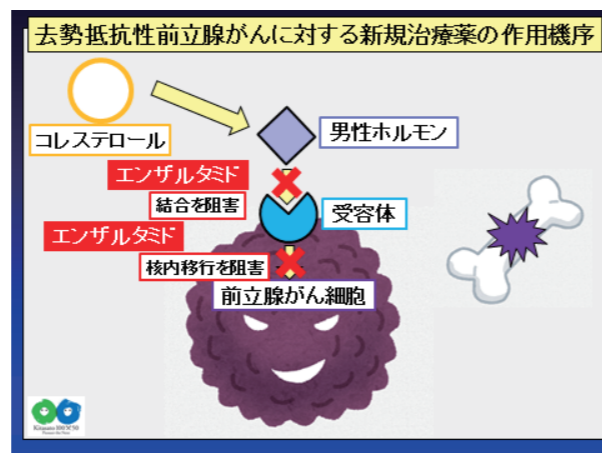 去勢抵抗性前立腺がんに対する新規治療薬の作用機序
コレステロール
男性ホルモン
エンザルタミド
結合を阻害
受容体
エンザルタミド
核内移行を阻害
前立腺がん細胞